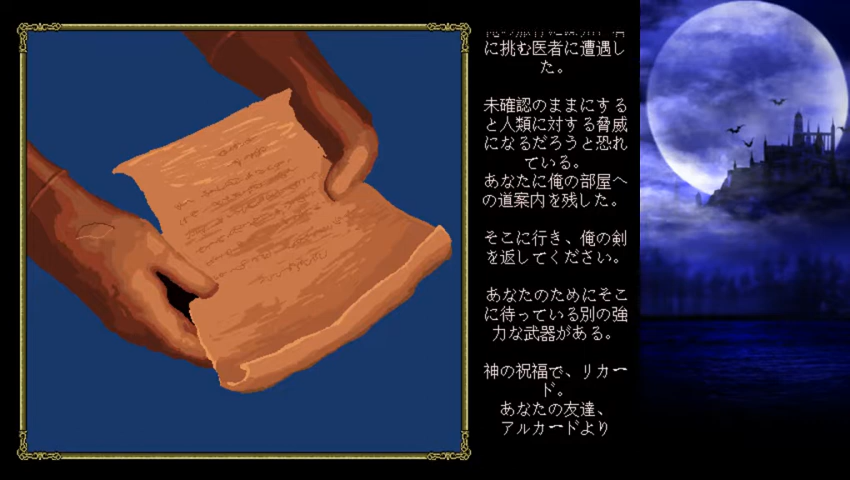 に挑む医者に遭遇し
た。
未確認のままにする
と人類に対する脅威
になるだろうと恐れ
ている。
あなたに俺の部屋へ
の道案内を残した。
そこに行き、俺の剣
を返してください。
あなたのためにそこ
に待っている別の強
力な武器がある。
神の祝福で、リカー
ド。
あなたの友達、
アルカードより